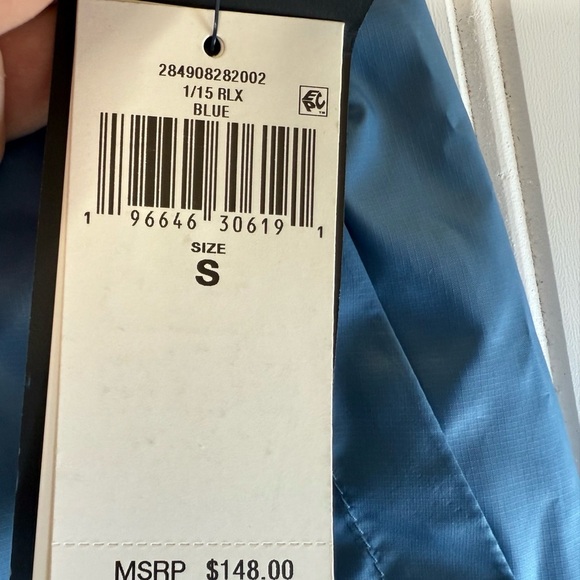 284908282002
1/15 RLX
BLUE
1 96646 30619 1
SIZE
S
MSRP $148.00